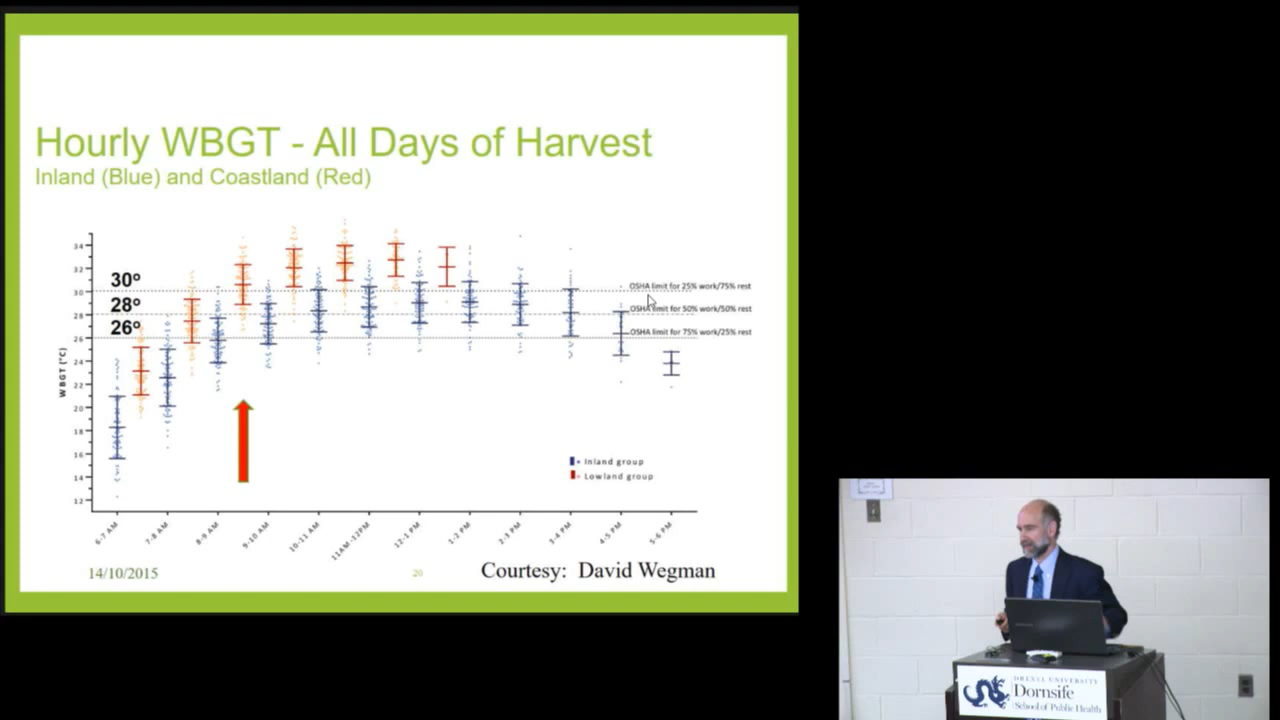 Hourly WBGT - All Days of Harvest
Inland (Blue) and Coastland (Red)
34
32
30
28
26
24
22
20
18
16
14
12
WBGT (°C)
30º
28º
26º
OSHA limit for 25% work/75% rest
OSHA limit for 50% work/50% rest
OSHA limit for 75% work/25% rest
Inland group
Lowland group
6-7 AM
7-8 AM
8-9 AM
9-10 AM
10-11 AM
11AM-12PM
12-1 PM
1-2 PM
2-3 PM
3-4 PM
4-5 PM
5-6 PM
14/10/2015
20
Courtesy: David Wegman
DREXEL UNIVERSITY
Dornsife
School of Public Health